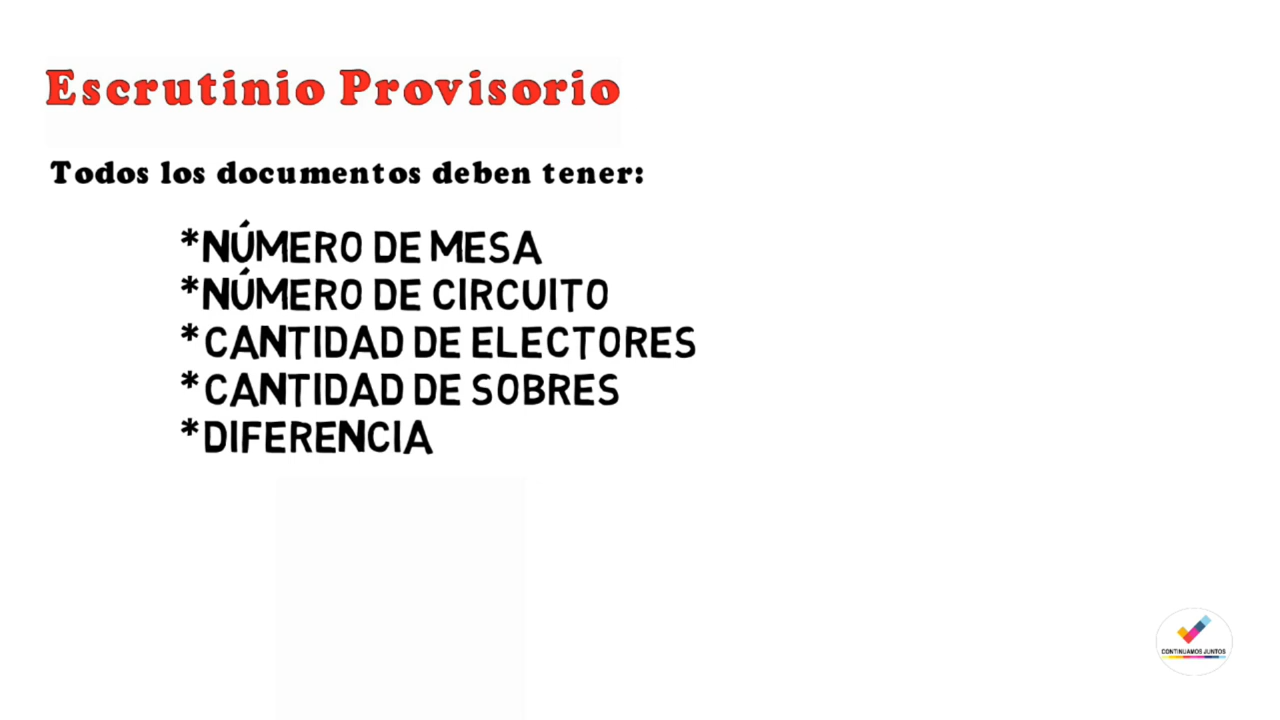 Escrutinio Provisorio
Todos los documentos deben tener:
*NÚMERO DE MESA
*NÚMERO DE CIRCUITO
*CANTIDAD DE ELECTORES
*CANTIDAD DE SOBRES
*DIFERENCIA
CONTINUAMOS JUNTOS